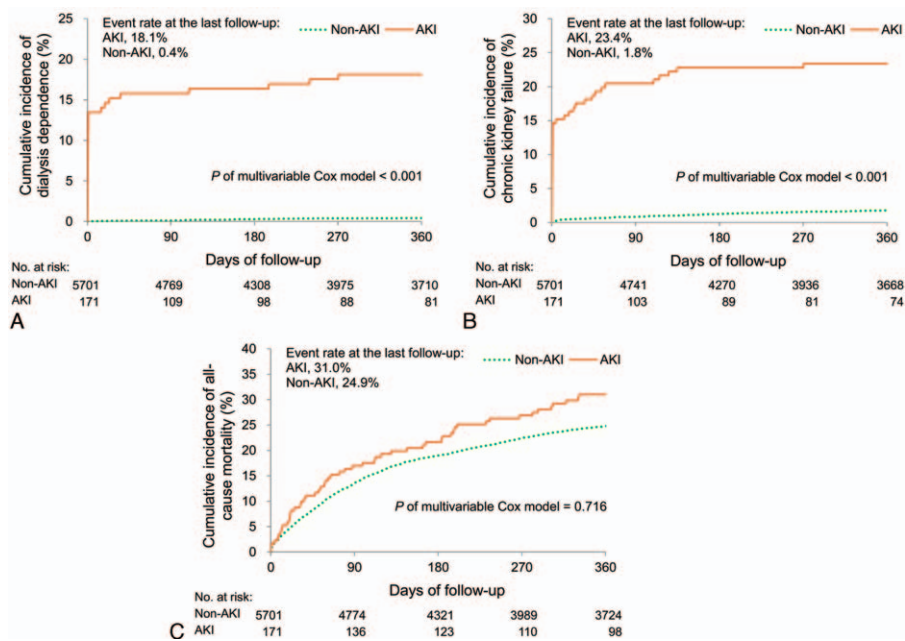 Event rate at the last follow-up:
AKI, 18.1%
Non-AKI, 0.4%
Non-AKI
AKI
Cumulative incidence of
dialysis dependence (%)
25
20
15
10
5
0
P of multivariable Cox model < 0.001
0 90 180 270 360
Days of follow-up
No. at risk:
Non-AKI 5701 4769 4308 3975 3710
AKI 171 109 98 88 81
A
Event rate at the last follow-up:
AKI, 23.4%
Non-AKI, 1.8%
Non-AKI
AKI
Cumulative incidence of
chronic kidney failure (%)
30
25
20
15
10
5
0
P of multivariable Cox model < 0.001
0 90 180 270 360
Days of follow-up
No. at risk:
Non-AKI 5701 4741 4270 3936 3668
AKI 171 103 89 81 74
B
Event rate at the last follow-up:
AKI, 31.0%
Non-AKI, 24.9%
Non-AKI
AKI
Cumulative incidence of all-
cause mortality (%)
40
35
30
25
20
15
10
5
0
P of multivariable Cox model = 0.716
0 90 180 270 360
Days of follow-up
No. at risk:
Non-AKI 5701 4774 4321 3989 3724
AKI 171 136 123 110 98
C